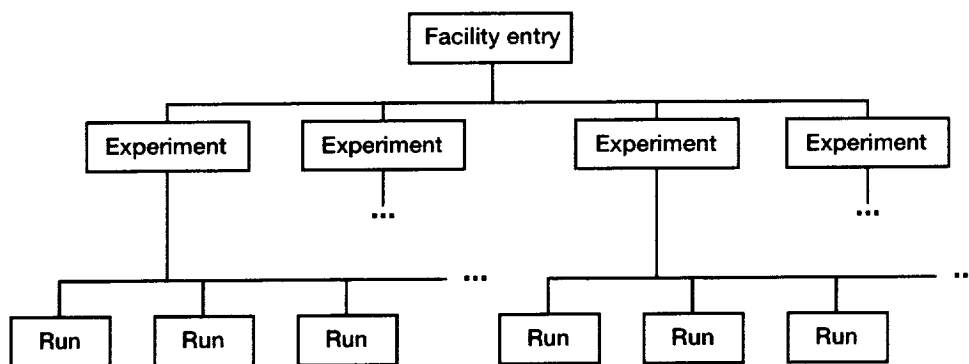 Facility entry
Experiment Experiment Experiment Experiment
... ...
... ..
Run Run Run Run Run Run